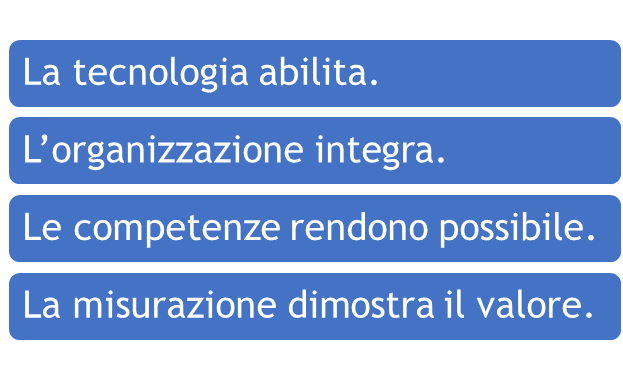 La tecnologia abilita.
L’organizzazione integra.
Le competenze rendono possibile.
La misurazione dimostra il valore.